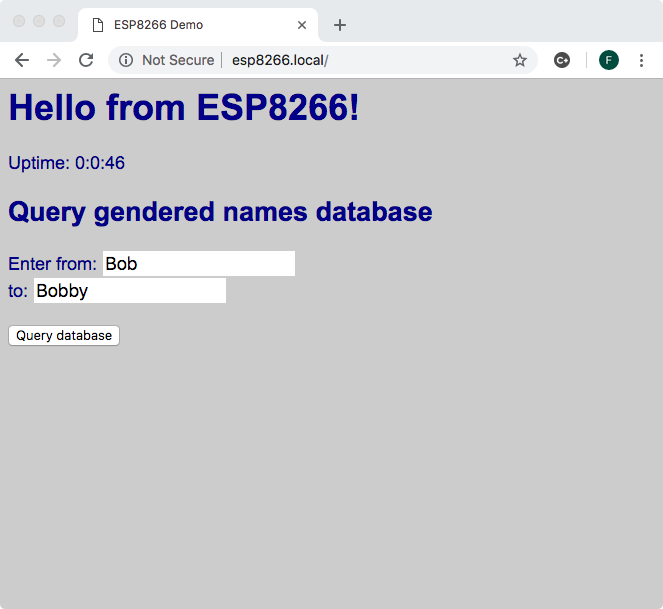 ESP8266 Demo
Not Secure | esp8266.local/
C+
F
Hello from ESP8266!
Uptime: 0:0:46
Query gendered names database
Enter from: Bob
to: Bobby
Query database